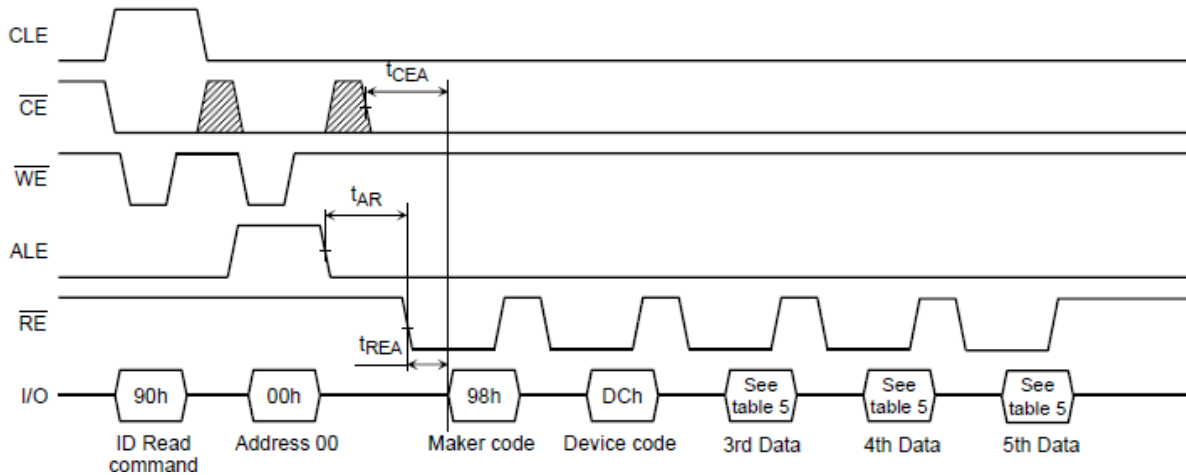 CLE
tCEA
CE
WE
tAR
ALE
RE
tREA
I/O
90h
00h
98h
DCh
See
table 5
See
table 5
See
table 5
ID Read
command
Address 00
Maker code
Device code
3rd Data
4th Data
5th Data